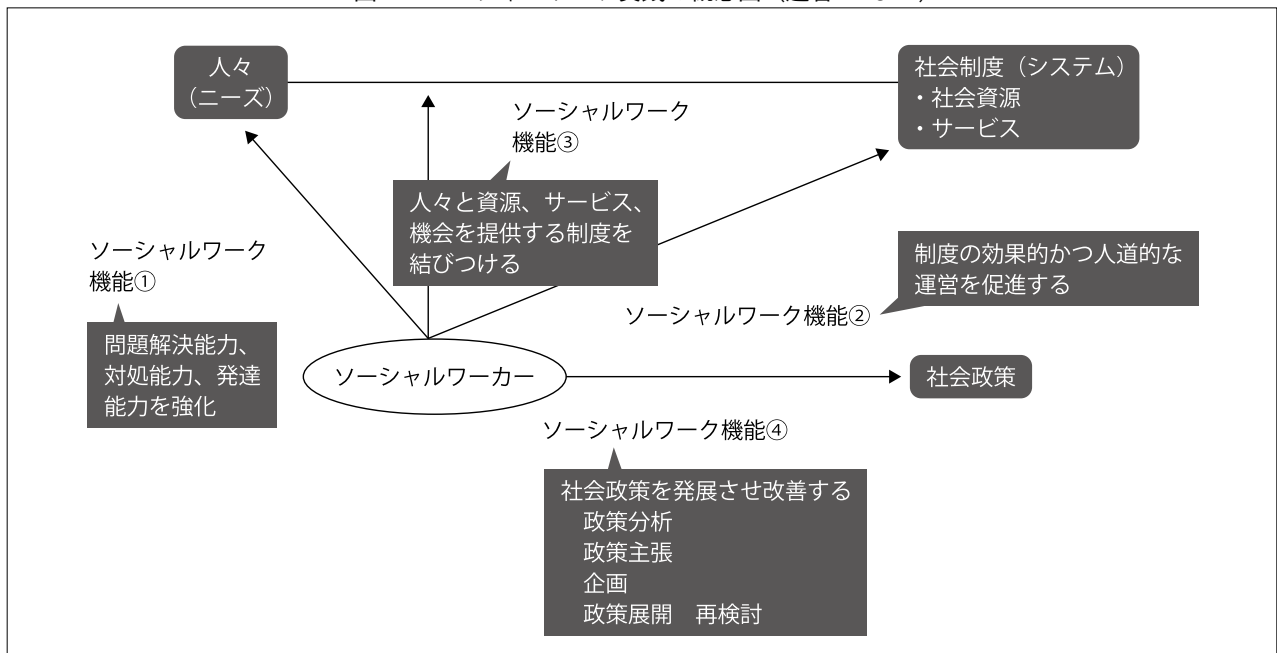 人々
（ニーズ）
社会制度（システム）
・社会資源
・サービス
ソーシャルワーク
機能③
人々と資源、サービス、
機会を提供する制度を
結びつける
ソーシャルワーク
機能①
問題解決能力、
対処能力、発達
能力を強化
制度の効果的かつ人道的な
運営を促進する
ソーシャルワーク機能②
ソーシャルワーカー
社会政策
ソーシャルワーク機能④
社会政策を発展させ改善する
政策分析
政策主張
企画
政策展開　再検討